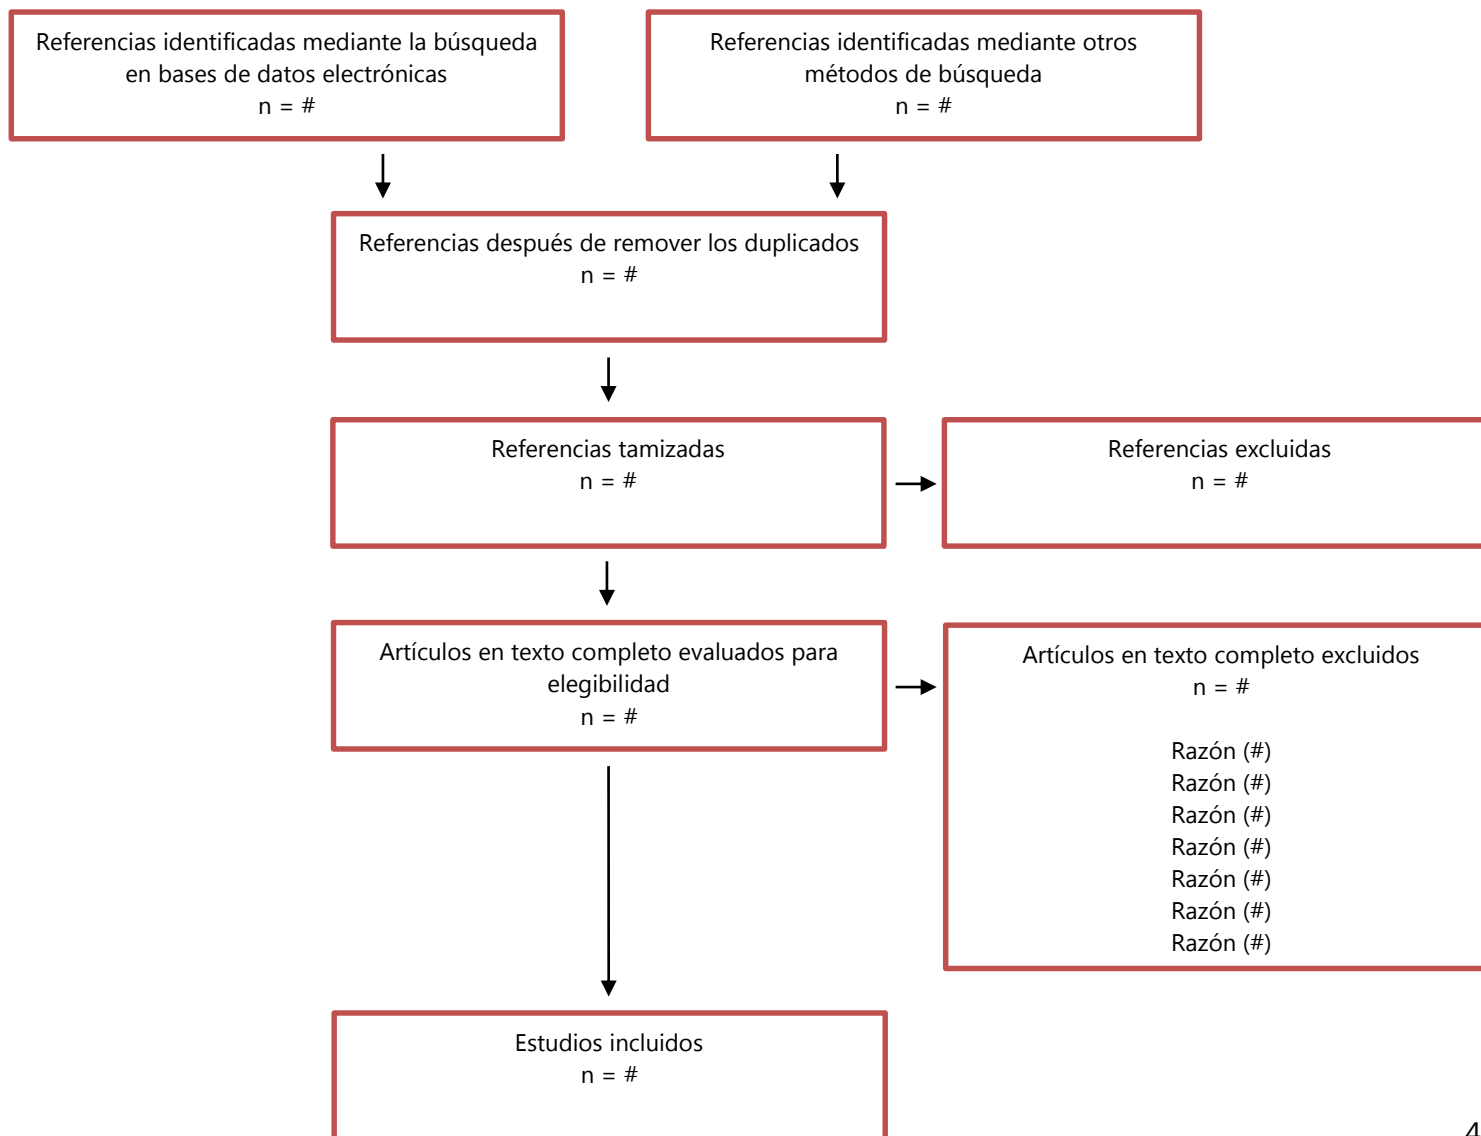 Referencias identificadas mediante la búsqueda
en bases de datos electrónicas
n = #
Referencias identificadas mediante otros
métodos de búsqueda
n = #
Referencias después de remover los duplicados
n = #
Referencias tamizadas
n = #
Referencias excluidas
n = #
Artículos en texto completo evaluados para
elegibilidad
n = #
Artículos en texto completo excluidos
n = #
Razón (#)
Razón (#)
Razón (#)
Razón (#)
Razón (#)
Razón (#)
Razón (#)
Estudios incluidos
n = #
4